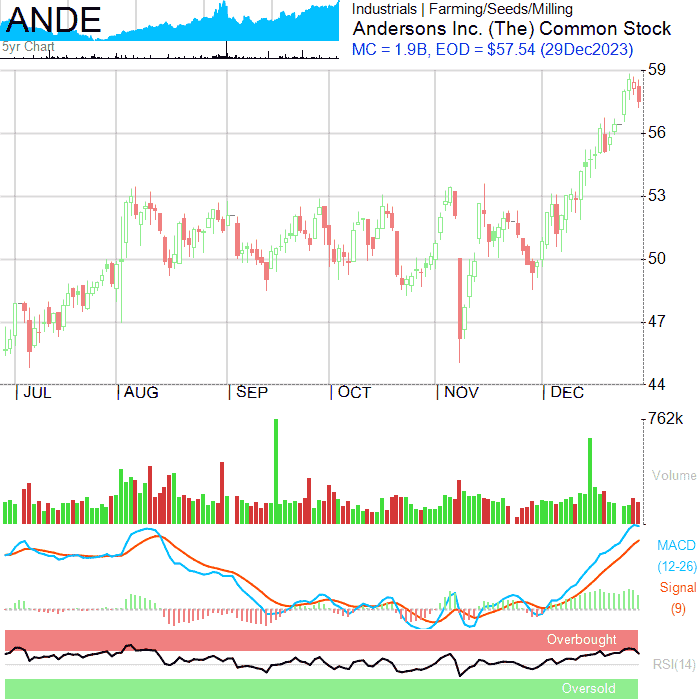 ANDE
5yr Chart
Industrials | Farming/Seeds/Milling
Andersons Inc. (The) Common Stock
MC = 1.9B, EOD = $57.54 (29Dec2023)
59
56
53
50
47
44
JUL AUG SEP OCT NOV DEC
762k
Volume
MACD
(12-26)
Signal
(9)
Overbought
RSI(14)
Oversold